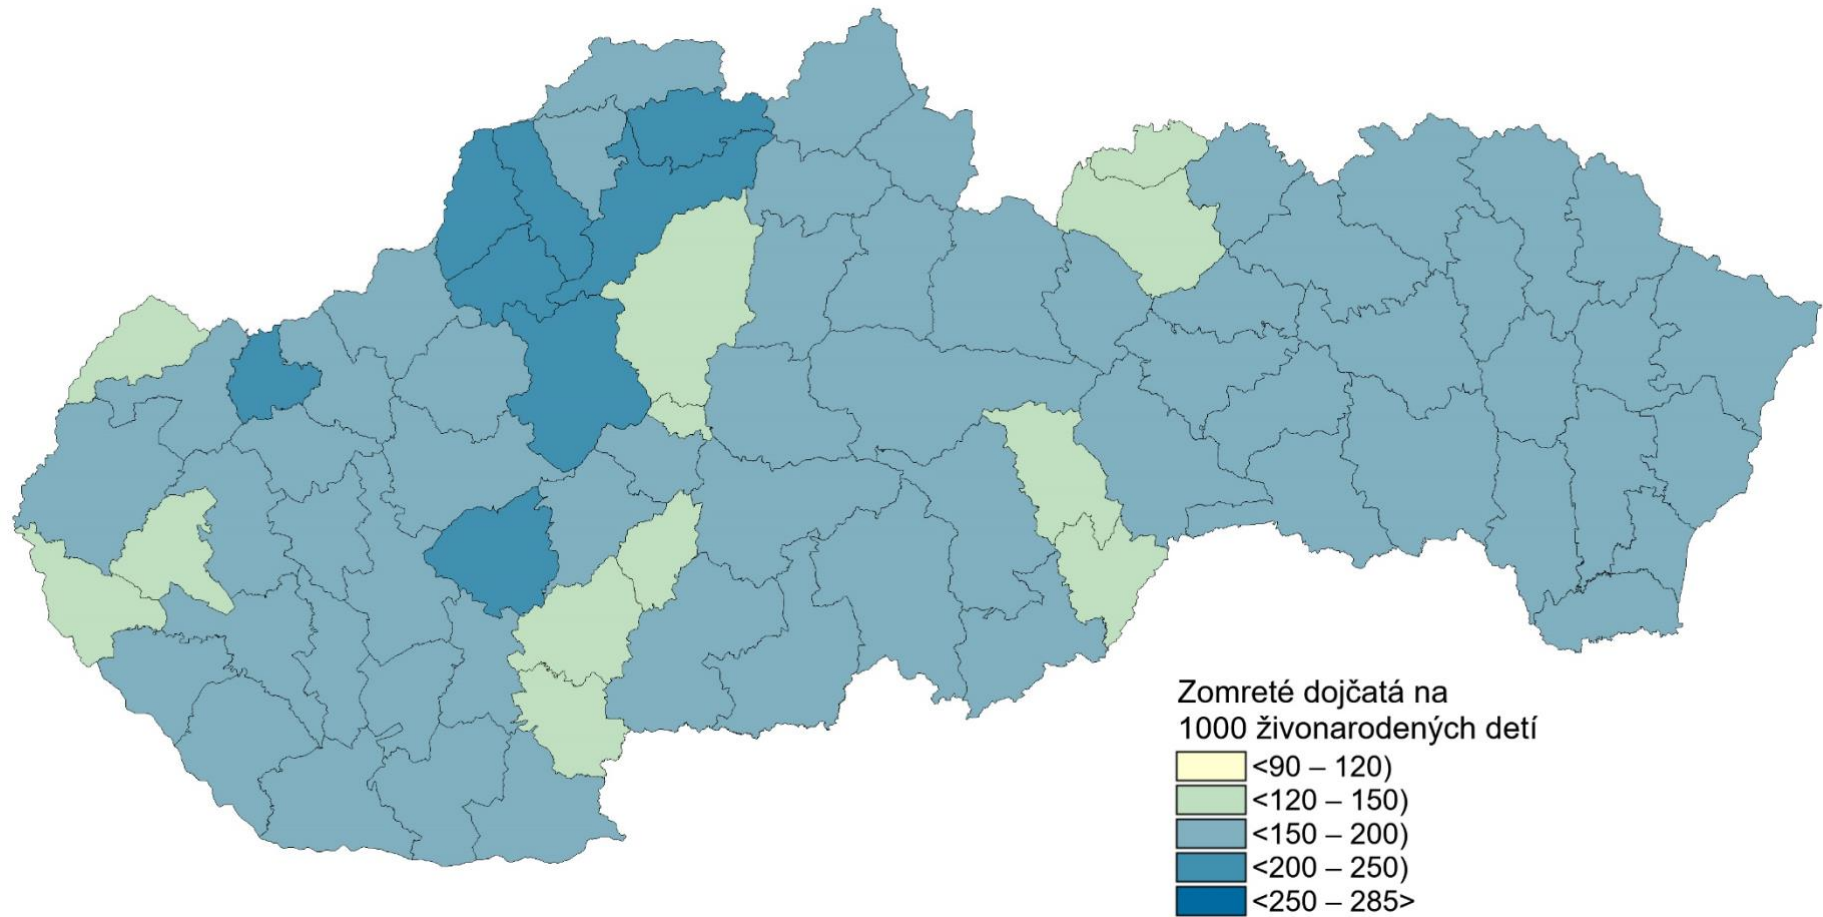 Zomreté dojčatá na
1000 živonarodených detí
<90 – 120)
<120 – 150)
<150 – 200)
<200 – 250)
<250 – 285>